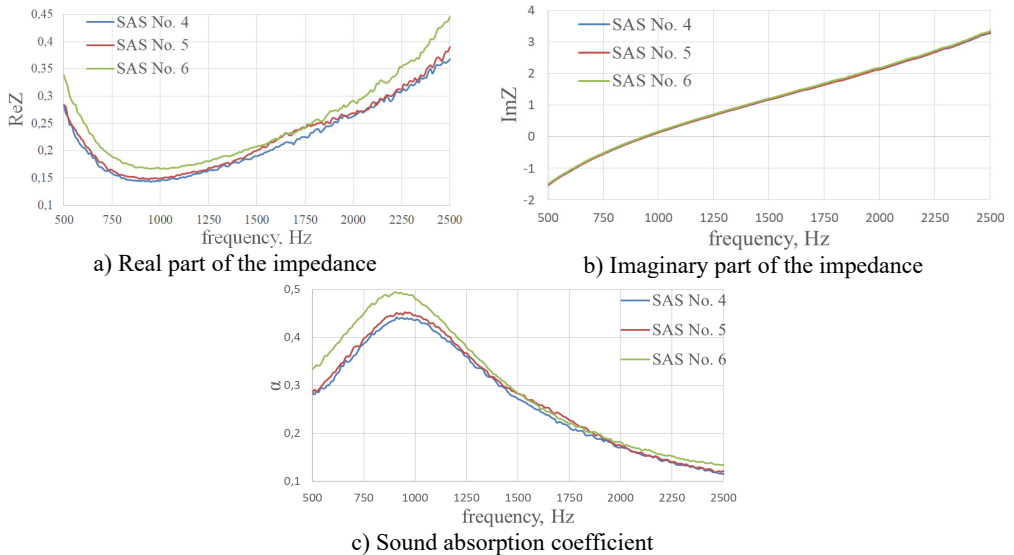 0,45
0,4
0,35
0,3
0,25
0,2
0,15
0,1
ReZ
SAS No. 4
SAS No. 5
SAS No. 6
500 750 1000 1250 1500 1750 2000 2250 2500
frequency, Hz
a) Real part of the impedance
4
3
2
1
0
-1
-2
ImZ
SAS No. 4
SAS No. 5
SAS No. 6
500 750 1000 1250 1500 1750 2000 2250 2500
frequency, Hz
b) Imaginary part of the impedance
0,5
0,4
0,3
0,2
0,1
α
SAS No. 4
SAS No. 5
SAS No. 6
500 750 1000 1250 1500 1750 2000 2250 2500
frequency, Hz
c) Sound absorption coefficient